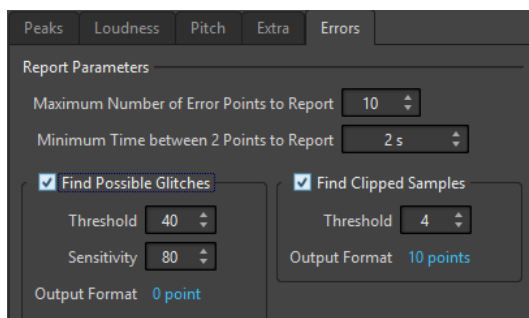 Peaks Loudness Pitch Extra Errors
Report Parameters
Maximum Number of Error Points to Report 10
Minimum Time between 2 Points to Report 2 s
Find Possible Glitches
Threshold 40
Sensitivity 80
Output Format 0 point
Find Clipped Samples
Threshold 4
Output Format 10 points